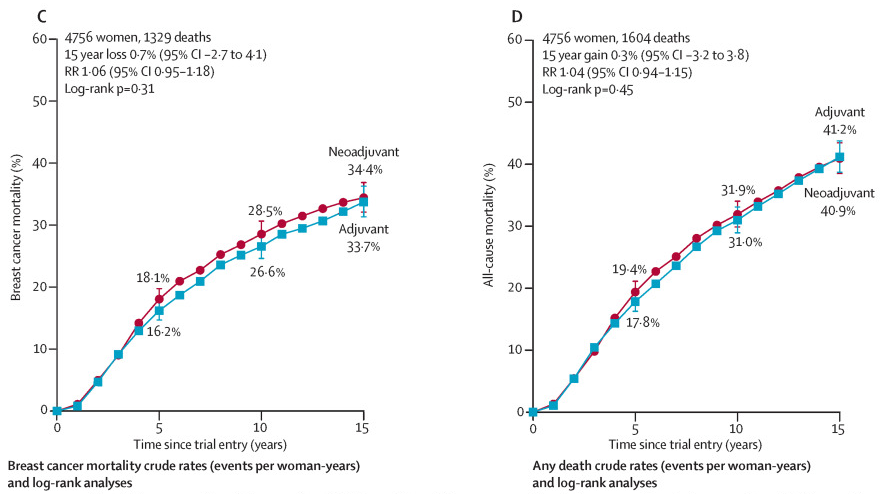 C
4756 women, 1329 deaths
15 year loss 0·7% (95% CI –2·7 to 4·1)
RR 1·06 (95% CI 0·95–1·18)
Log-rank p=0·31
Breast cancer mortality (%)
60
50
40
30
20
10
0
Neoadjuvant
34·4%
28·5%
Adjuvant
33·7%
26·6%
18·1%
16·2%
0
5
10
15
Time since trial entry (years)
Breast cancer mortality crude rates (events per woman-years)
and log-rank analyses
D
4756 women, 1604 deaths
15 year gain 0·3% (95% CI –3·2 to 3·8)
RR 1·04 (95% CI 0·94–1·15)
Log-rank p=0·45
All-cause mortality (%)
60
50
40
30
20
10
0
Adjuvant
41·2%
31·9%
Neoadjuvant
40·9%
31·0%
19·4%
17·8%
0
5
10
15
Time since trial entry (years)
Any death crude rates (events per woman-years)
and log-rank analyses